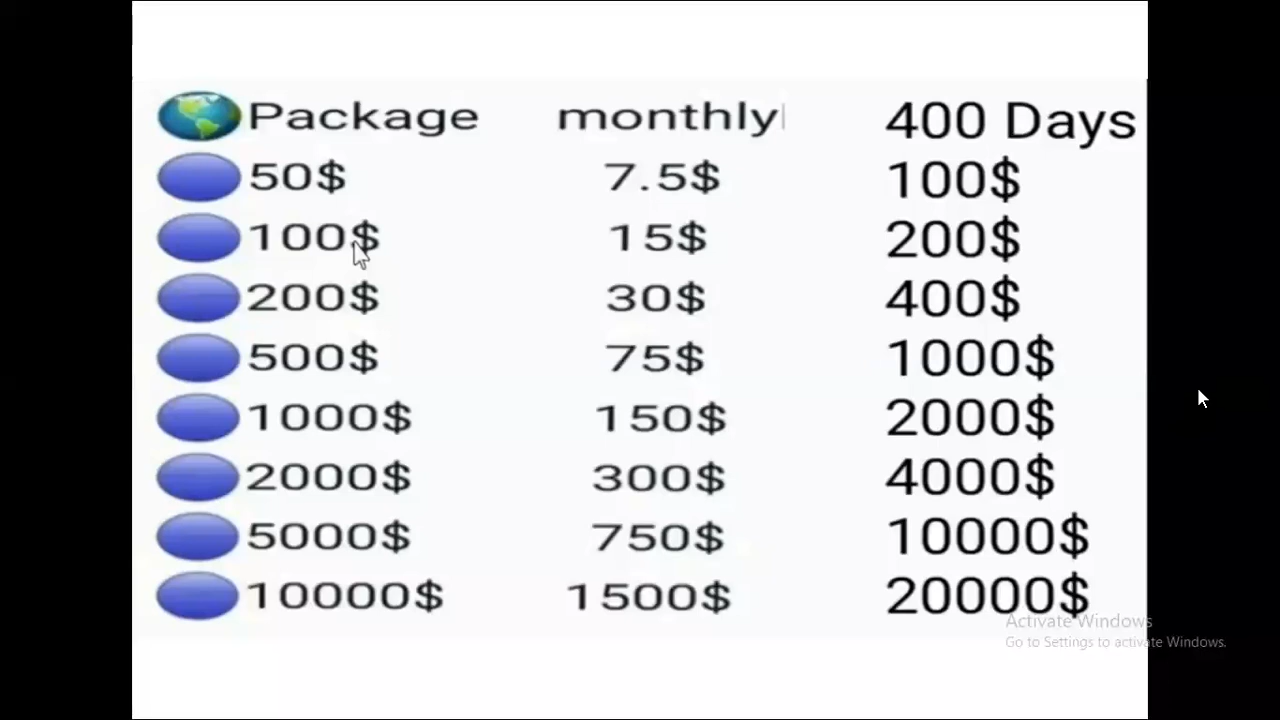 Package monthly 400 Days
50$ 7.5$ 100$
100$ 15$ 200$
200$ 30$ 400$
500$ 75$ 1000$
1000$ 150$ 2000$
2000$ 300$ 4000$
5000$ 750$ 10000$
10000$ 1500$ 20000$
Activate Windows
Go to Settings to activate Windows.